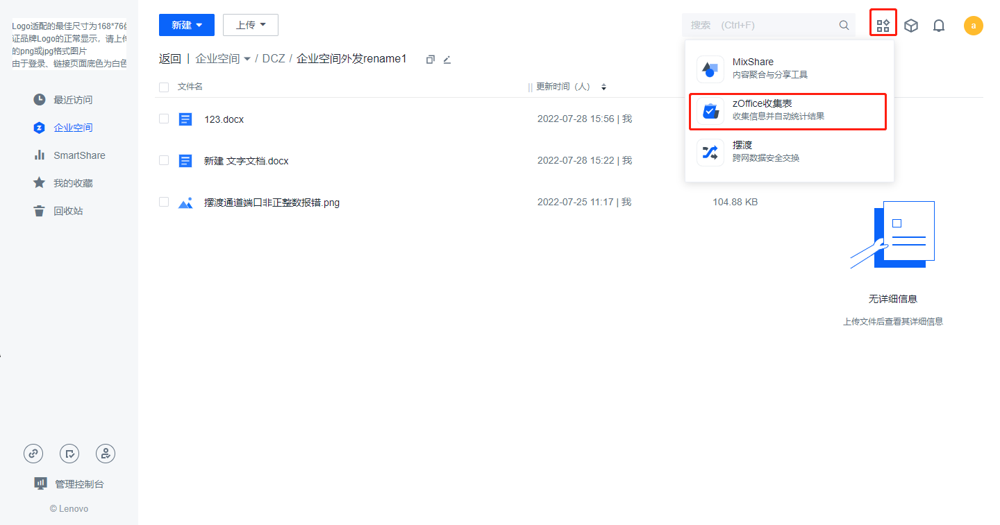 Logo适配的最佳尺寸为168*76
证品牌Logo的正常显示，请上传
的png或jpg格式图片
由于登录、链接页面底色为白色
新建
上传
搜索 (Ctrl+F)
a
返回 | 企业空间 / DCZ / 企业空间外发rename1
文件名
更新时间（人）
123.docx
2022-07-28 15:56 | 我
新建 文字文档.docx
2022-07-28 15:22 | 我
摆渡通道端口非正整数报错.png
2022-07-25 11:17 | 我
104.88 KB
MixShare
内容聚合与分享工具
zOffice收集表
收集信息并自动统计结果
摆渡
跨网数据安全交换
最近访问
企业空间
SmartShare
我的收藏
回收站
无详细信息
上传文件后查看其详细信息
管理控制台
© Lenovo